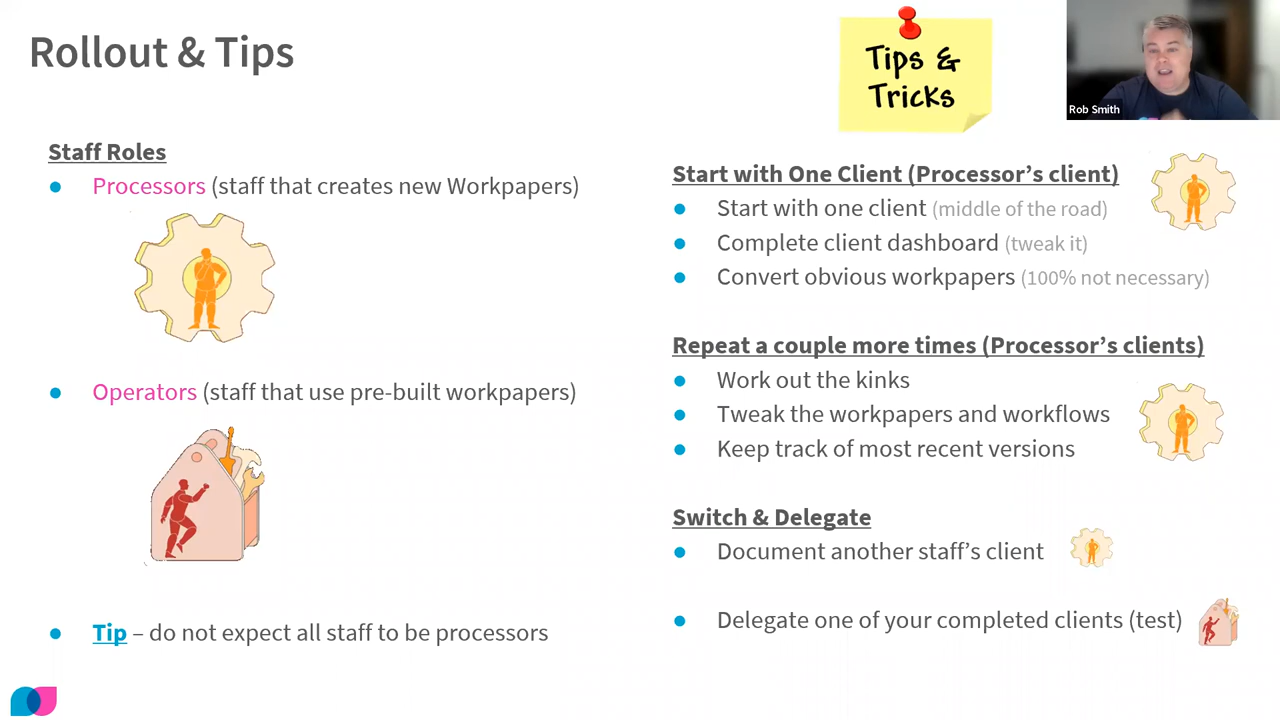 Rollout & Tips
Tips &
Tricks
Rob Smith
Staff Roles
Processors (staff that creates new Workpapers)
Operators (staff that use pre-built workpapers)
Tip – do not expect all staff to be processors
Start with One Client (Processor’s client)
Start with one client (middle of the road)
Complete client dashboard (tweak it)
Convert obvious workpapers (100% not necessary)
Repeat a couple more times (Processor’s clients)
Work out the kinks
Tweak the workpapers and workflows
Keep track of most recent versions
Switch & Delegate
Document another staff’s client
Delegate one of your completed clients (test)